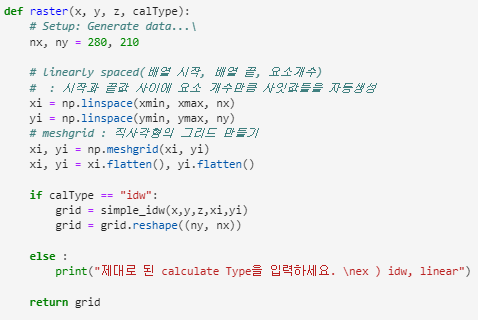 def raster(x, y, z, calType):
    # Setup: Generate data...\
    nx, ny = 280, 210

    # linearly spaced(배열 시작, 배열 끝, 요소개수)
    #  : 시작과 끝값 사이에 요소 개수만큼 사잇값들을 자동생성
    xi = np.linspace(xmin, xmax, nx)
    yi = np.linspace(ymin, ymax, ny)
    # meshgrid : 직사각형의 그리드 만들기
    xi, yi = np.meshgrid(xi, yi)
    xi, yi = xi.flatten(), yi.flatten()

    if calType == "idw":
        grid = simple_idw(x,y,z,xi,yi)
        grid = grid.reshape((ny, nx))

    else :
        print("제대로 된 calculate Type을 입력하세요. \nex ) idw, linear")

    return grid